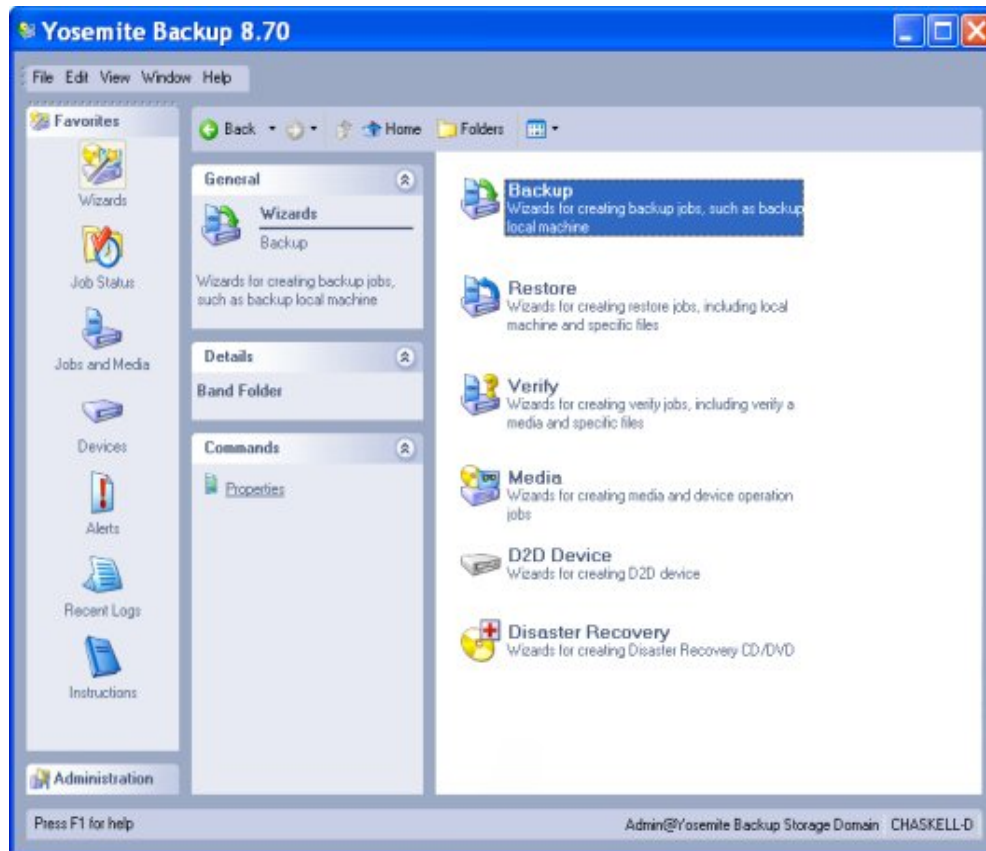 Yosemite Backup 8.70
File Edit View Window Help
Favorites
Wizards
Job Status
Jobs and Media
Devices
Alerts
Recent Logs
Instructions
Administration
Back Home Folders
General
Wizards
Backup
Wizards for creating backup jobs,
such as backup local machine
Details
Band Folder
Commands
Properties
Backup
Wizards for creating backup jobs, such as backup
local machine
Restore
Wizards for creating restore jobs, including local
machine and specific files
Verify
Wizards for creating verify jobs, including verify a
media and specific files
Media
Wizards for creating media and device operation
jobs
D2D Device
Wizards for creating D2D device
Disaster Recovery
Wizards for creating Disaster Recovery CD/DVD
Press F1 for help
Admin@Yosemite Backup Storage Domain CHASKELL-D